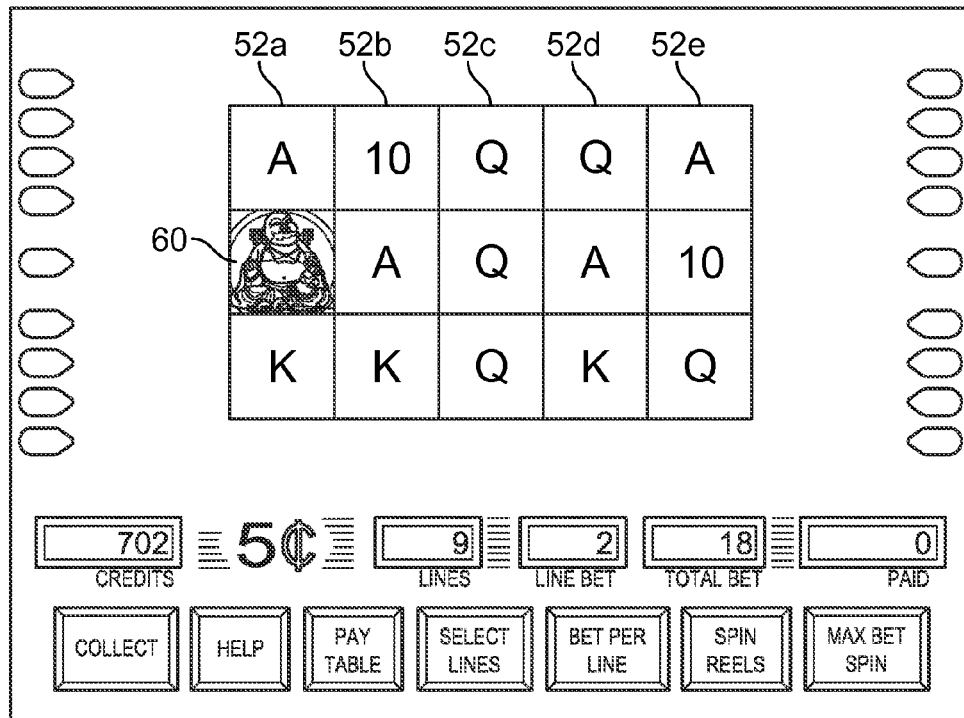 52a 52b 52c 52d 52e
A 10 Q Q A
60
A Q A 10
K K Q K Q
702 5¢ 9 2 18 0
CREDITS LINES LINE BET TOTAL BET PAID
COLLECT
HELP
PAY
TABLE
SELECT
LINES
BET PER
LINE
SPIN
REELS
MAX BET
SPIN